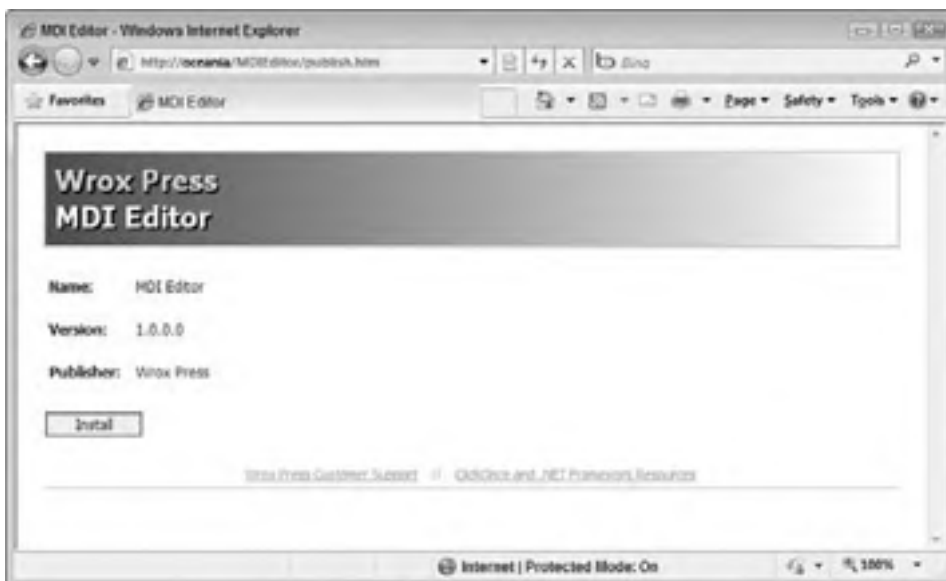 MDI Editor - Windows Internet Explorer
http://oceania/MDIEditor/publish.htm
Bing
Favorites
MDI Editor
Page
Safety
Tools
Wrox Press
MDI Editor
Name: MDI Editor
Version: 1.0.0.0
Publisher: Wrox Press
Install
Wrox Press Customer Support :: ClickOnce and .NET Framework Resources
Internet | Protected Mode: On
100%